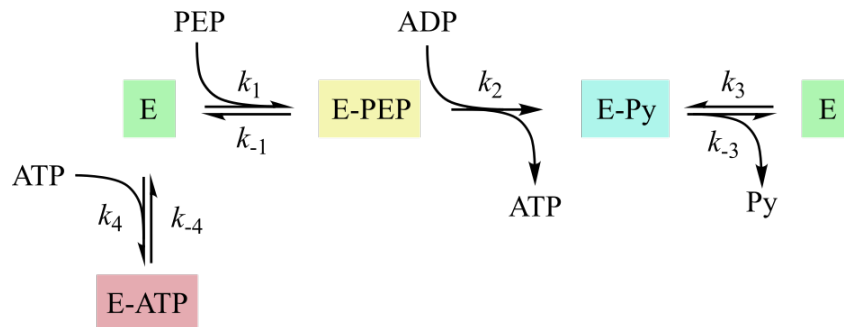 PEP
ADP
k₁
k₂
k₃
E
E-PEP
E-Py
E
k₋₁
k₋₃
ATP
k₄
k₋₄
ATP
Py
E-ATP